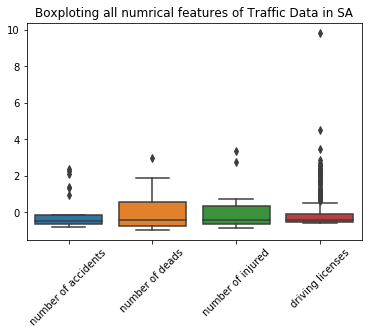 Boxploting all numrical features of Traffic Data in SA
10
8
6
4
2
0
number of accidents
number of deads
number of injured
driving licenses